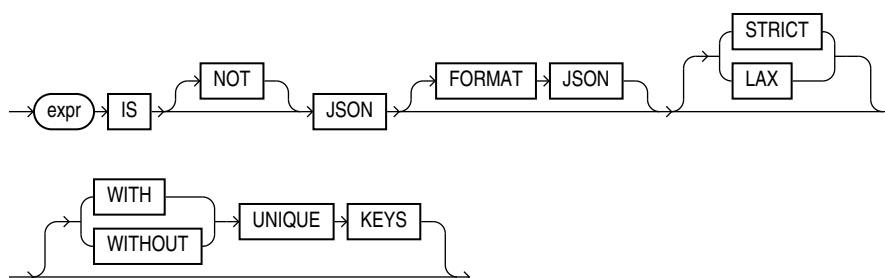 STRICT
NOT FORMAT JSON LAX
expr IS JSON
WITH
UNIQUE KEYS
WITHOUT